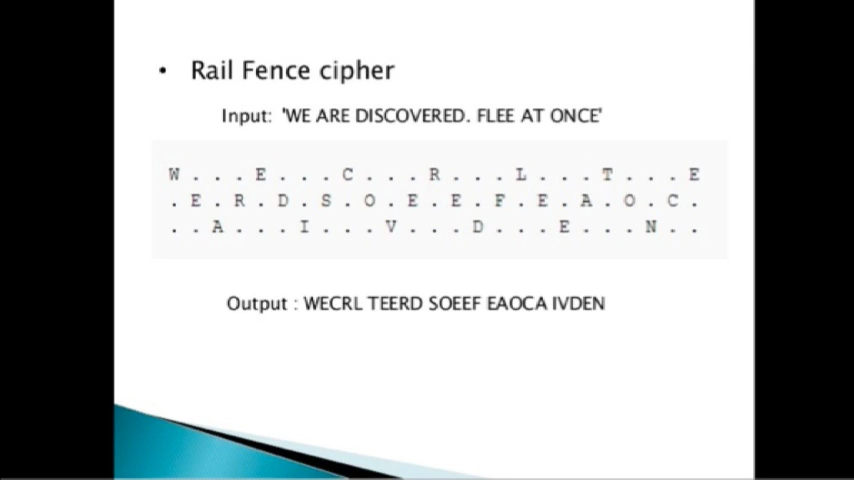 • Rail Fence cipher
Input: 'WE ARE DISCOVERED. FLEE AT ONCE'
W . . . E . . . C . . . R . . . L . . . T . . . E
. E . R . D . S . O . E . E . F . E . A . O . C .
. . A . . . I . . . V . . . D . . . E . . . N . .
Output : WECRL TEERD SOEEF EAOCA IVDEN